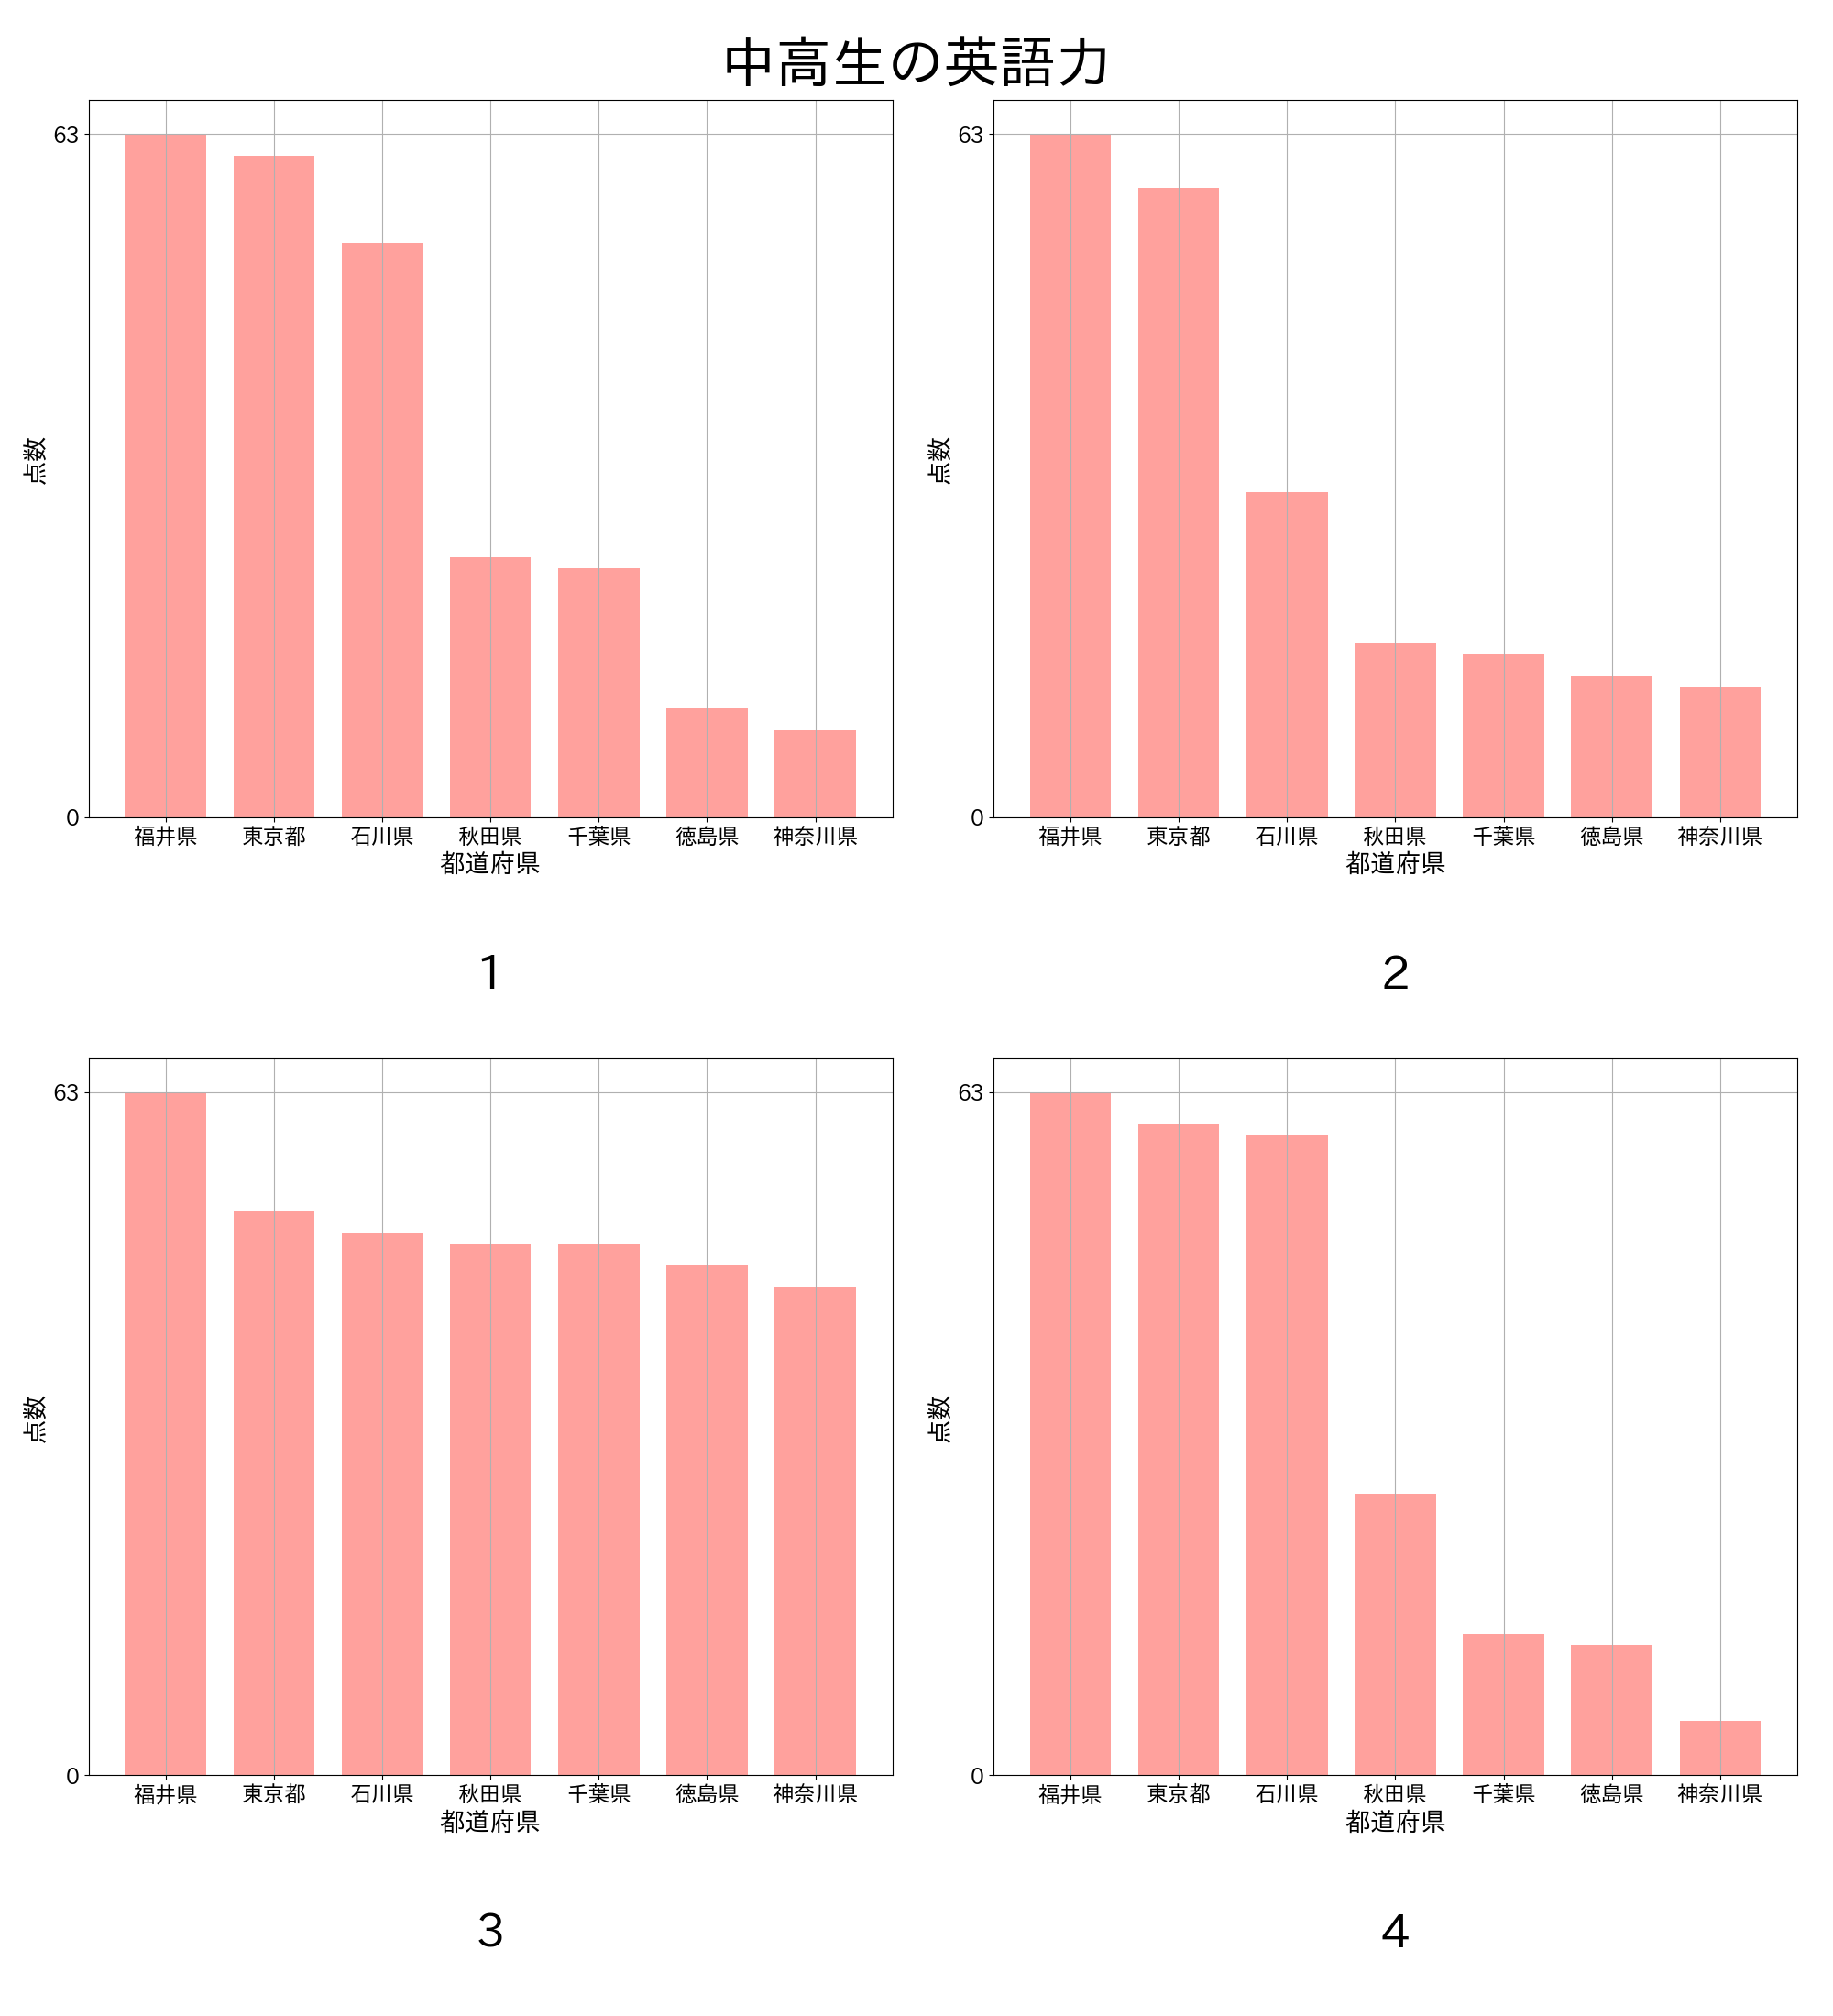 中高生の英語力
63
0
点数
福井県 東京都 石川県 秋田県 千葉県 徳島県 神奈川県
都道府県
1
63
0
点数
福井県 東京都 石川県 秋田県 千葉県 徳島県 神奈川県
都道府県
2
63
0
点数
福井県 東京都 石川県 秋田県 千葉県 徳島県 神奈川県
都道府県
3
63
0
点数
福井県 東京都 石川県 秋田県 千葉県 徳島県 神奈川県
都道府県
4